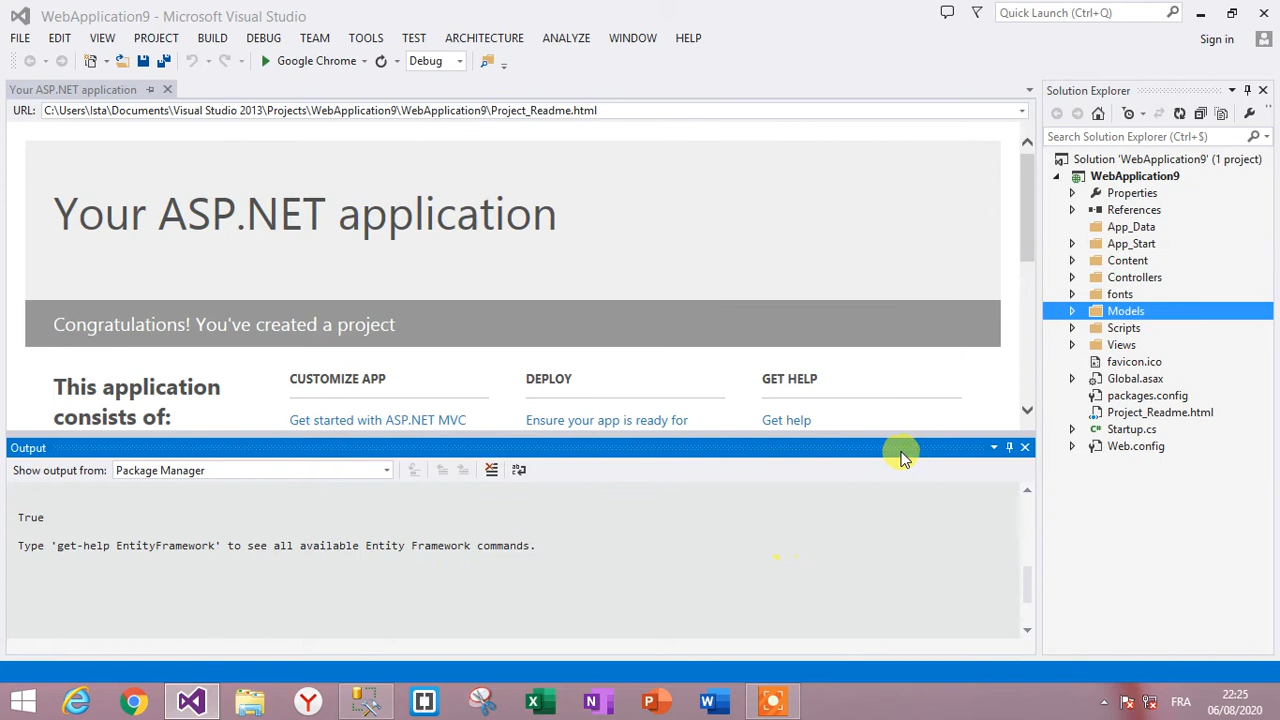 WebApplication9 - Microsoft Visual Studio
Quick Launch (Ctrl+Q)
FILE EDIT VIEW PROJECT BUILD DEBUG TEAM TOOLS TEST ARCHITECTURE ANALYZE WINDOW HELP
Sign in
Google Chrome
Debug
Your ASP.NET application
URL: C:\Users\Ista\Documents\Visual Studio 2013\Projects\WebApplication9\WebApplication9\Project_Readme.html
Your ASP.NET application
Congratulations! You've created a project
This application
consists of:
CUSTOMIZE APP
Get started with ASP.NET MVC
DEPLOY
Ensure your app is ready for
GET HELP
Get help
Output
Show output from: Package Manager
True
Type 'get-help EntityFramework' to see all available Entity Framework commands.
Solution Explorer
Search Solution Explorer (Ctrl+$)
Solution 'WebApplication9' (1 project)
WebApplication9
Properties
References
App_Data
App_Start
Content
Controllers
fonts
Models
Scripts
Views
favicon.ico
Global.asax
packages.config
Project_Readme.html
Startup.cs
Web.config
FR
22:25
06/08/2020